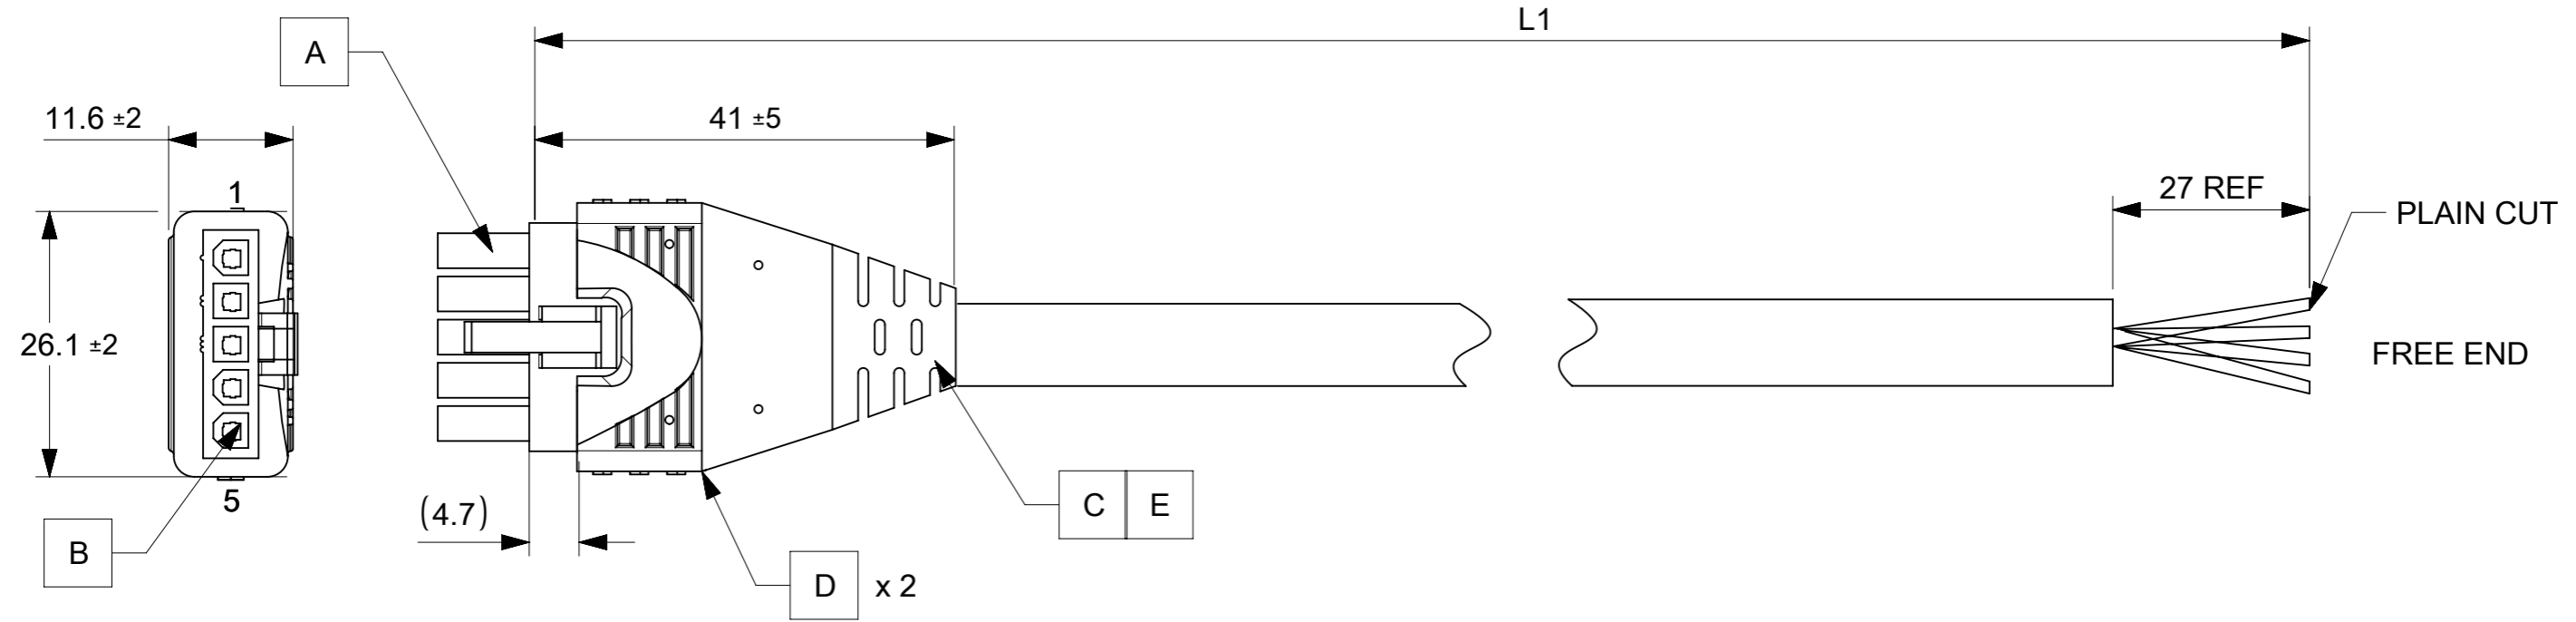 L1
A
11.6 ±2
41 ±5
27 REF
1
PLAIN CUT
26.1 ±2
FREE END
5
(4.7)
C E
B
D x 2